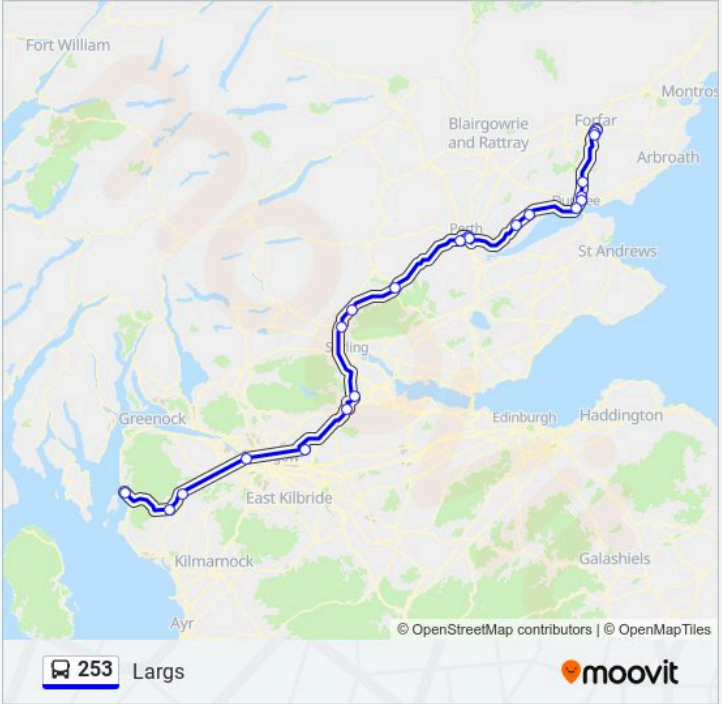 Fort William
Montros
Blairgowrie
and Rattray
Forfar
Arbroath
Dundee
Perth
St Andrews
Stirling
Greenock
Edinburgh
Haddington
East Kilbride
Kilmarnock
Galashiels
Ayr
© OpenStreetMap contributors | © OpenMapTiles
253 Largs
moovit